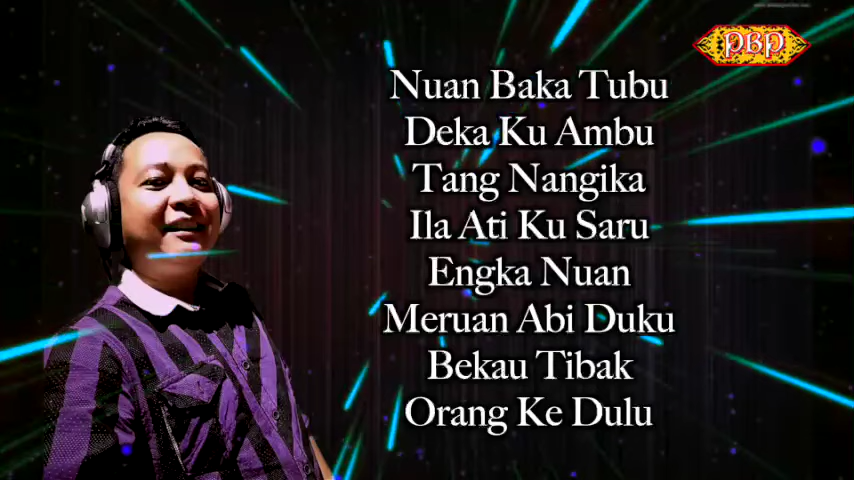 PBP
Nuan Baka Tubu
Deka Ku Ambu
Tang Nangika
Ila Ati Ku Saru
Engka Nuan
Meruan Abi Duku
Bekau Tibak
Orang Ke Dulu